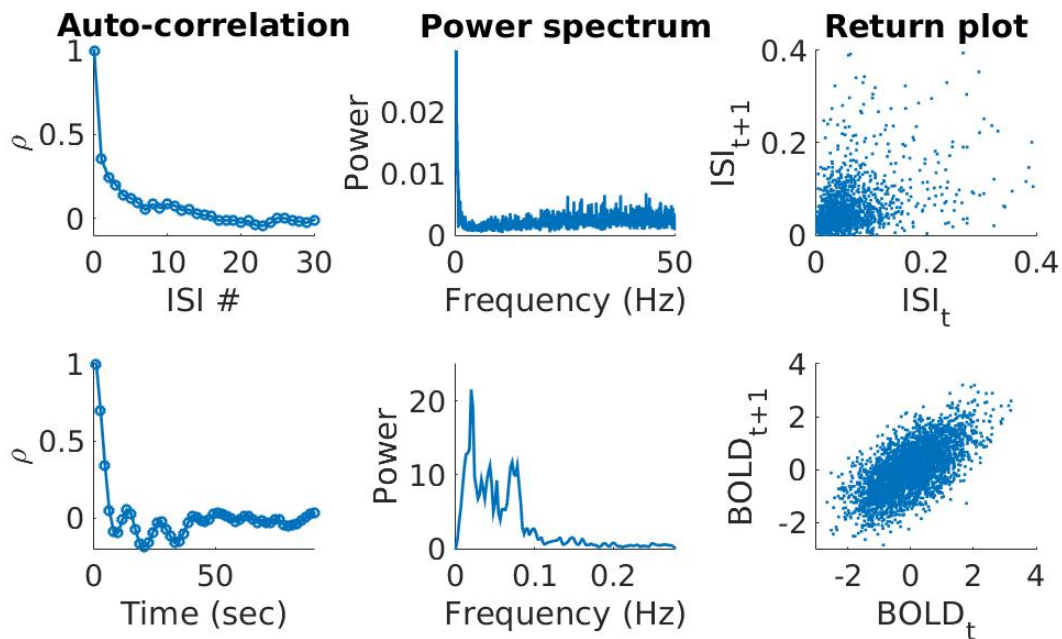 Auto-correlation
Power spectrum
Return plot
1
0.5
0
ρ
0 10 20 30
ISI #
0.02
0.01
0
Power
0 50
Frequency (Hz)
0.4
0.2
0
ISI_{t+1}
0 0.2 0.4
ISI_t
1
0.5
0
ρ
0 50
Time (sec)
20
10
0
Power
0 0.1 0.2
Frequency (Hz)
4
2
0
-2
BOLD_{t+1}
-2 0 2 4
BOLD_t